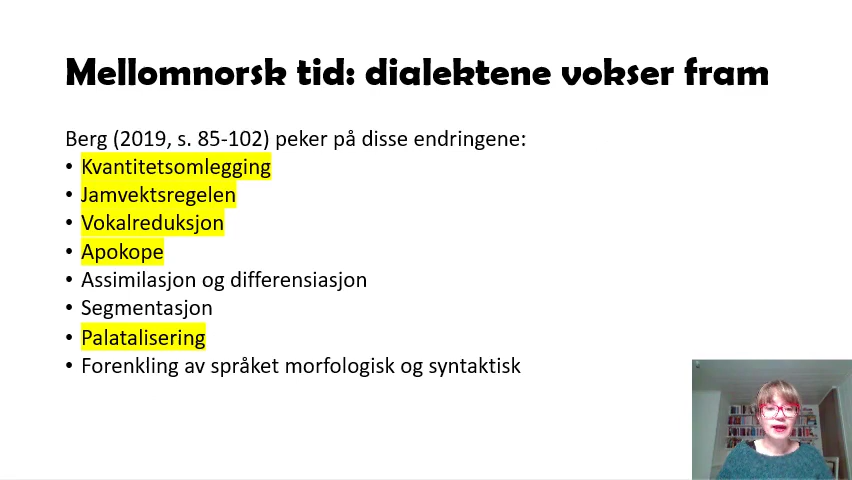 Mellomnorsk tid: dialektene vokser fram
Berg (2019, s. 85-102) peker på disse endringene:
• Kvantitetsomlegging
• Jamvektsregelen
• Vokalreduksjon
• Apokope
• Assimilasjon og differensiasjon
• Segmentasjon
• Palatalisering
• Forenkling av språket morfologisk og syntaktisk